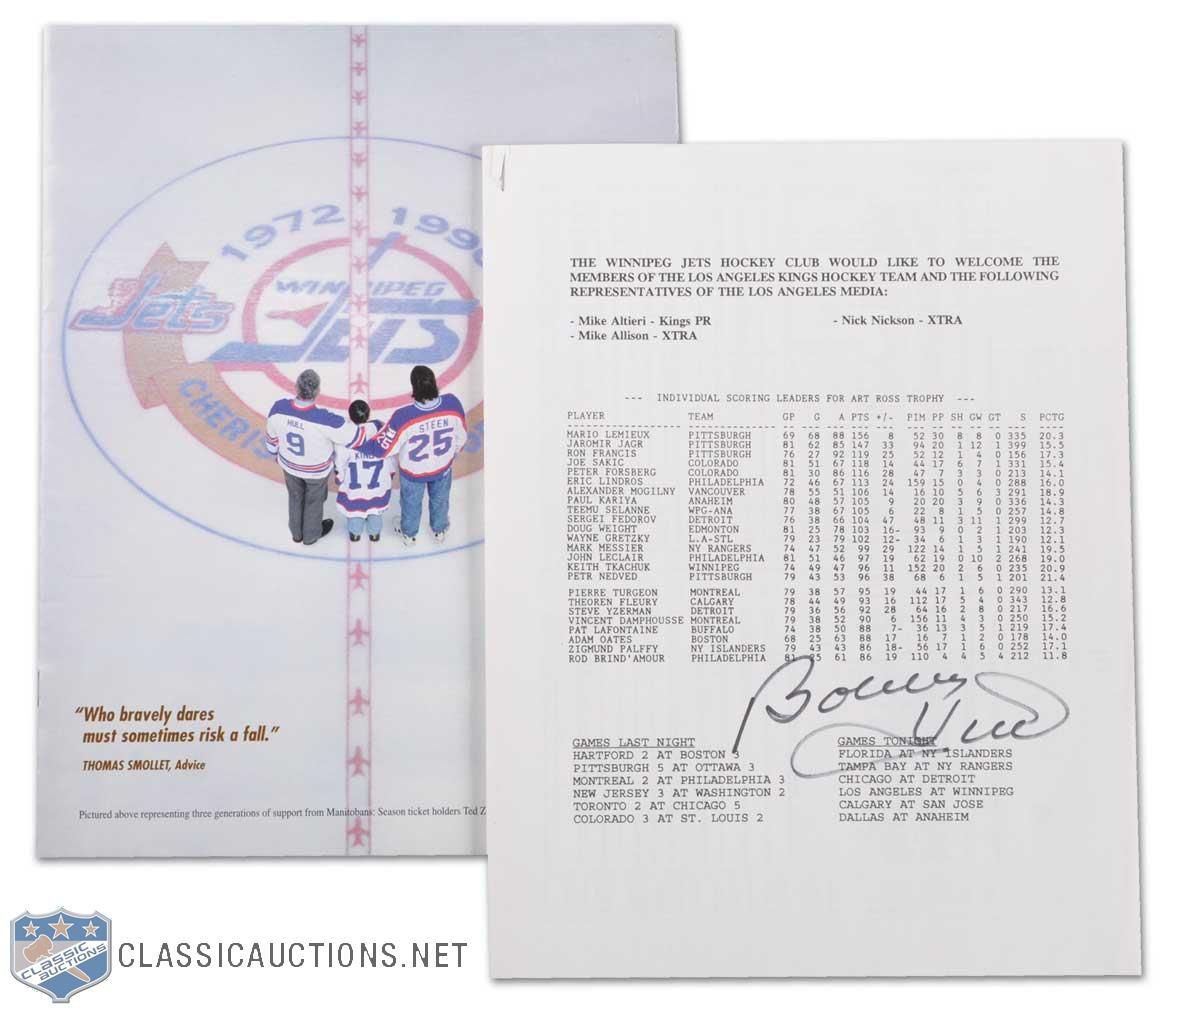 1972 1996
Jets
WINNIPEG
JETS
CHERIS
HULL
9
KING
17
STEEN
25
"Who bravely dares
must sometimes risk a fall."
THOMAS SMOLLET, Advice
Pictured above representing three generations of support from Manitobans: Season ticket holders Ted Z
THE WINNIPEG JETS HOCKEY CLUB WOULD LIKE TO WELCOME THE
MEMBERS OF THE LOS ANGELES KINGS HOCKEY TEAM AND THE FOLLOWING
REPRESENTATIVES OF THE LOS ANGELES MEDIA:
- Mike Altieri - Kings PR - Nick Nickson - XTRA
- Mike Allison - XTRA
--- INDIVIDUAL SCORING LEADERS FOR ART ROSS TROPHY ---
PLAYER TEAM GP G A PTS +/- PIM PP SH GW GT S PCTG
MARIO LEMIEUX PITTSBURGH 69 68 88 156 8 52 30 8 8 0 335 20.3
JAROMIR JAGR PITTSBURGH 81 62 85 147 33 94 20 1 12 1 399 15.5
RON FRANCIS PITTSBURGH 76 27 92 119 25 52 12 1 4 0 156 17.3
JOE SAKIC COLORADO 81 51 67 118 14 44 17 6 7 1 331 15.4
PETER FORSBERG COLORADO 81 30 86 116 28 47 7 3 3 0 213 14.1
ERIC LINDROS PHILADELPHIA 72 46 67 113 24 159 15 0 4 0 288 16.0
ALEXANDER MOGILNY VANCOUVER 78 55 51 106 14 16 10 5 6 3 291 18.9
PAUL KARIYA ANAHEIM 80 48 57 105 9 20 20 3 9 0 336 14.3
TEEMU SELANNE WPG-ANA 77 38 67 105 6 22 8 1 5 0 257 14.8
SERGEI FEDOROV DETROIT 76 38 66 104 47 48 11 3 11 1 299 12.7
DOUG WEIGHT EDMONTON 81 25 78 103 16- 93 9 0 2 1 203 12.3
WAYNE GRETZKY L.A-STL 79 23 79 102 12- 34 6 1 3 1 190 12.1
MARK MESSIER NY RANGERS 74 47 52 99 29 122 14 1 5 1 241 19.5
JOHN LECLAIR PHILADELPHIA 81 51 46 97 19 62 19 0 10 2 268 19.0
KEITH TKACHUK WINNIPEG 74 49 47 96 11 152 20 2 6 0 235 20.9
PETR NEDVED PITTSBURGH 79 43 53 96 38 68 6 1 5 1 201 21.4
PIERRE TURGEON MONTREAL 79 38 57 95 19 44 17 1 6 0 290 13.1
THEOREN FLEURY CALGARY 78 44 49 93 16 112 17 5 4 0 343 12.8
STEVE YZERMAN DETROIT 79 36 56 92 28 64 16 2 8 0 217 16.6
VINCENT DAMPHOUSSE MONTREAL 79 38 52 90 6 156 11 4 3 0 250 15.2
PAT LAFONTAINE BUFFALO 74 38 50 88 7- 36 13 3 5 1 219 17.4
ADAM OATES BOSTON 68 25 63 88 17 16 7 1 2 0 178 14.0
ZIGMUND PALFFY NY ISLANDERS 79 43 43 86 18- 56 17 1 6 0 252 17.1
ROD BRIND'AMOUR PHILADELPHIA 81 25 61 86 19 110 4 4 5 4 212 11.8
Bobby Hull
GAMES LAST NIGHT GAMES TONIGHT
HARTFORD 2 AT BOSTON 3 FLORIDA AT NY ISLANDERS
PITTSBURGH 5 AT OTTAWA 3 TAMPA BAY AT NY RANGERS
MONTREAL 2 AT PHILADELPHIA 3 CHICAGO AT DETROIT
NEW JERSEY 3 AT WASHINGTON 2 LOS ANGELES AT WINNIPEG
TORONTO 2 AT CHICAGO 5 CALGARY AT SAN JOSE
COLORADO 3 AT ST. LOUIS 2 DALLAS AT ANAHEIM
CLASSIC AUCTIONS
CLASSICAUCTIONS.NET